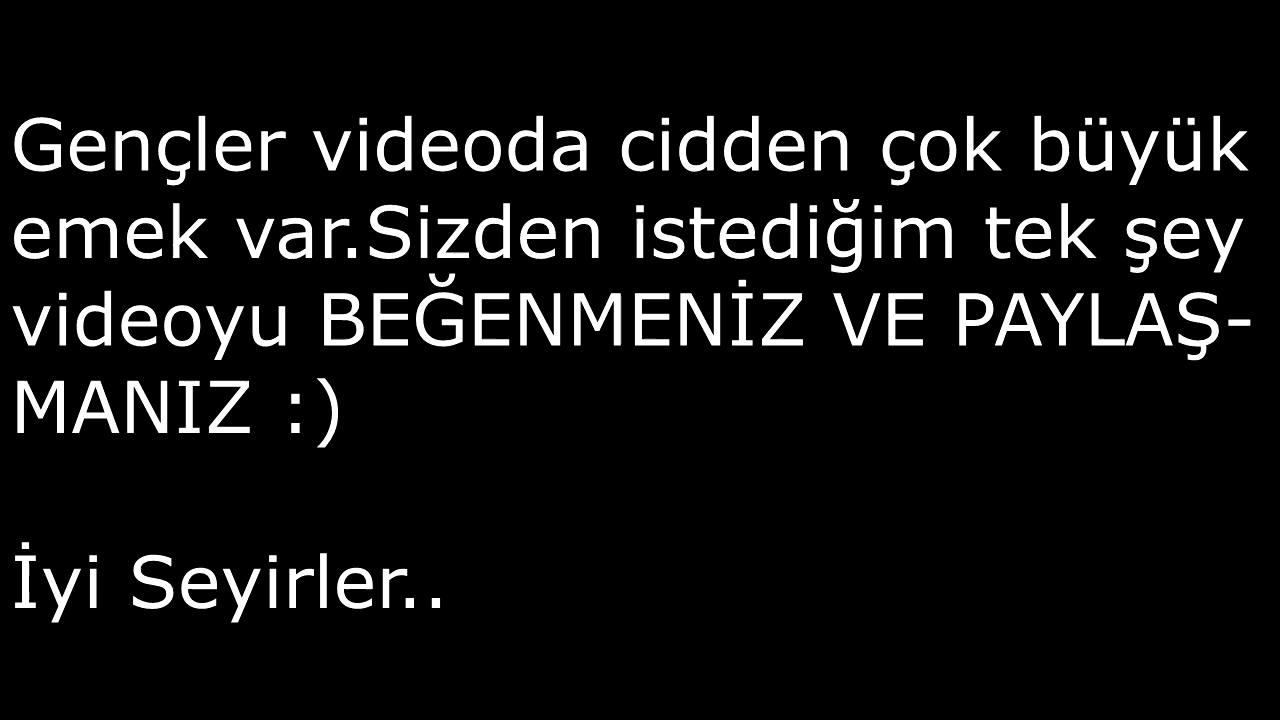 Gençler videoda cidden çok büyük
emek var.Sizden istediğim tek şey
videoyu BEĞENMENİZ VE PAYLAŞ-
MANIZ :)
İyi Seyirler..